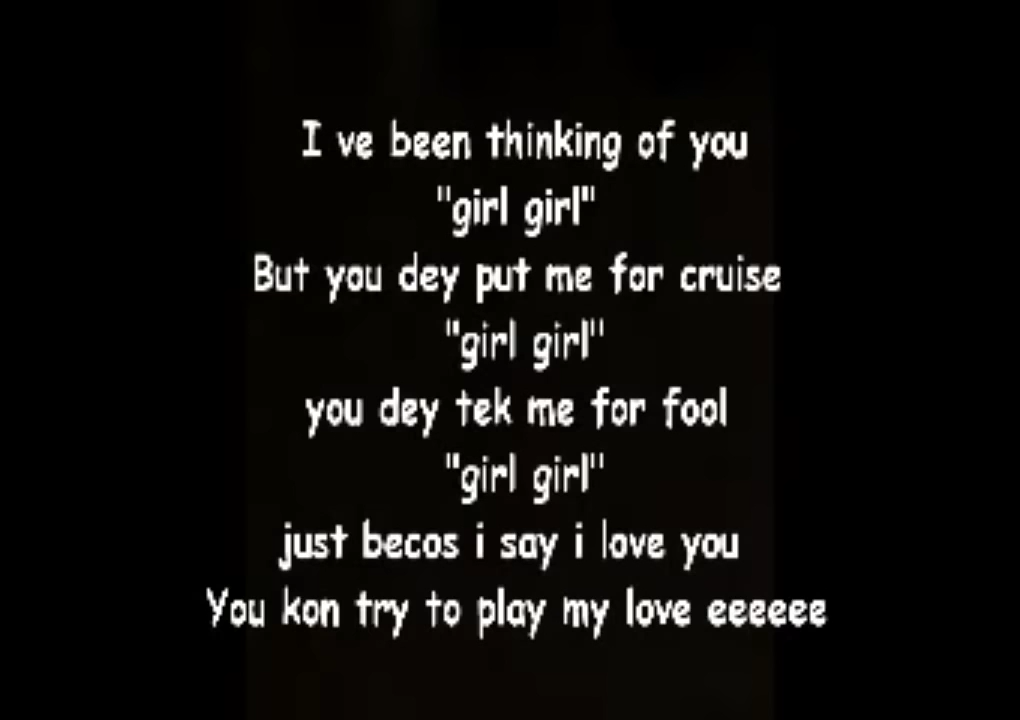 I ve been thinking of you
"girl girl"
But you dey put me for cruise
"girl girl"
you dey tek me for fool
"girl girl"
just becos i say i love you
You kon try to play my love eeeeee